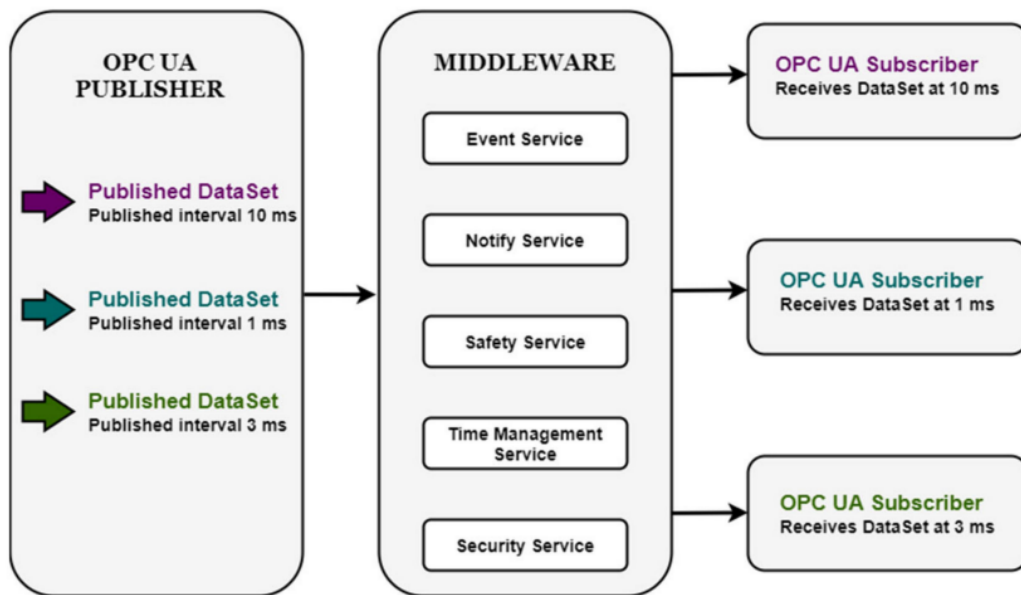 OPC UA
PUBLISHER
Published DataSet
Published interval 10 ms
Published DataSet
Published interval 1 ms
Published DataSet
Published interval 3 ms
MIDDLEWARE
Event Service
Notify Service
Safety Service
Time Management
Service
Security Service
OPC UA Subscriber
Receives DataSet at 10 ms
OPC UA Subscriber
Receives DataSet at 1 ms
OPC UA Subscriber
Receives DataSet at 3 ms